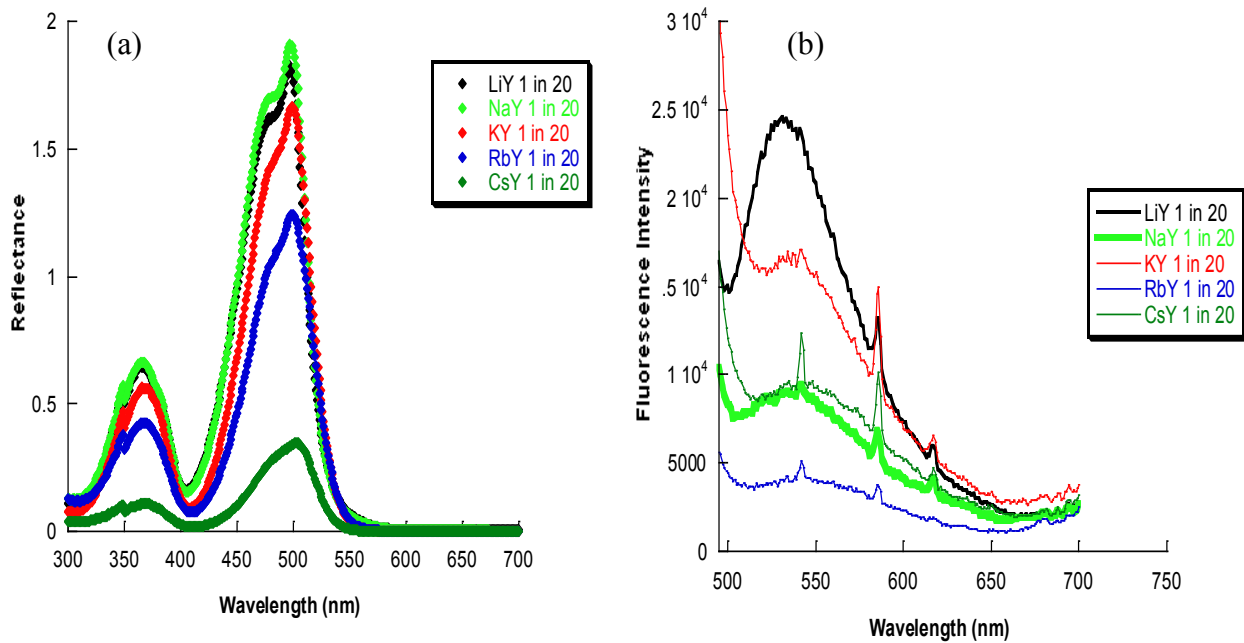 (a)
2
1.5
1
0.5
0
Reflectance
300 350 400 450 500 550 600 650 700
Wavelength (nm)
LiY 1 in 20
NaY 1 in 20
KY 1 in 20
RbY 1 in 20
CsY 1 in 20
(b)
3 10⁴
2.5 10⁴
2 10⁴
.5 10⁴
1 10⁴
5000
0
Fluorescence Intensity
500 550 600 650 700 750
Wavelength (nm)
LiY 1 in 20
NaY 1 in 20
KY 1 in 20
RbY 1 in 20
CsY 1 in 20